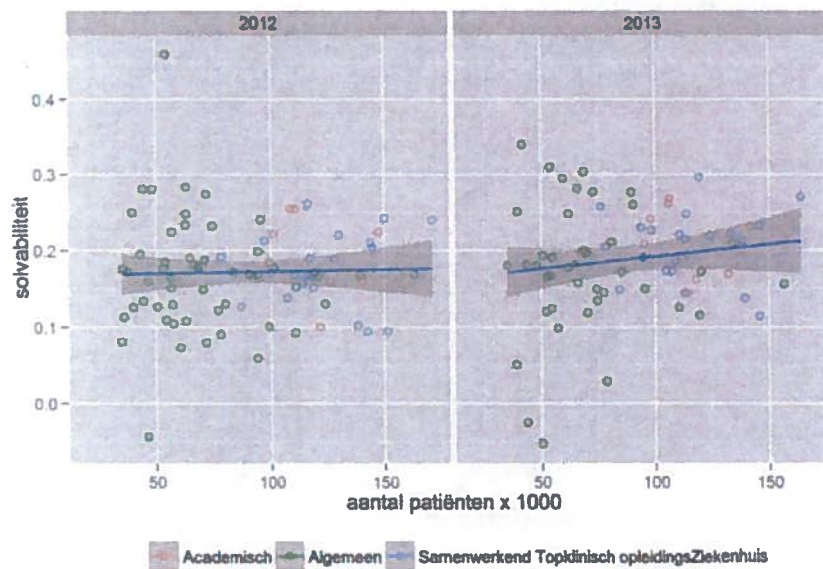 2012
2013
solvabiliteit
0.4
0.3
0.2
0.1
0.0
50
100
150
50
100
150
aantal patiënten x 1000
Academisch
Algemeen
Samenwerkend Topklinisch opleidingsZiekenhuis